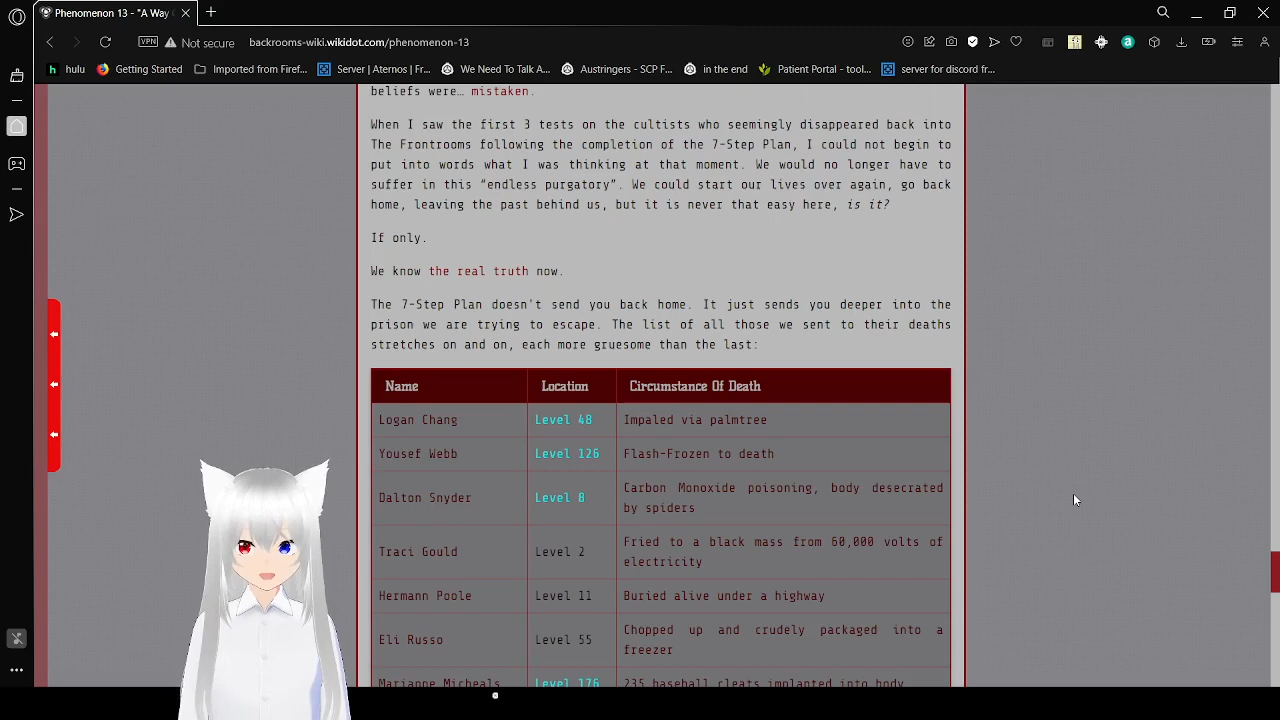 Phenomenon 13 - "A Way
VPN Not secure backrooms-wiki.wikidot.com/phenomenon-13
hulu Getting Started Imported from Firef... Server | Aternos | Fr... We Need To Talk A... Austringers - SCP F... in the end Patient Portal - tool... server for discord fr...
beliefs were… mistaken.
When I saw the first 3 tests on the cultists who seemingly disappeared back into
The Frontrooms following the completion of the 7-Step Plan, I could not begin to
put into words what I was thinking at that moment. We would no longer have to
suffer in this “endless purgatory”. We could start our lives over again, go back
home, leaving the past behind us, but it is never that easy here, is it?
If only.
We know the real truth now.
The 7-Step Plan doesn't send you back home. It just sends you deeper into the
prison we are trying to escape. The list of all those we sent to their deaths
stretches on and on, each more gruesome than the last:
Name Location Circumstance Of Death
Logan Chang Level 48 Impaled via palmtree
Yousef Webb Level 126 Flash-Frozen to death
Dalton Snyder Level 8 Carbon Monoxide poisoning, body desecrated
by spiders
Traci Gould Level 2 Fried to a black mass from 60,000 volts of
electricity
Hermann Poole Level 11 Buried alive under a highway
Eli Russo Level 55 Chopped up and crudely packaged into a
freezer
Marianne Micheals Level 176 235 baseball cleats implanted into body